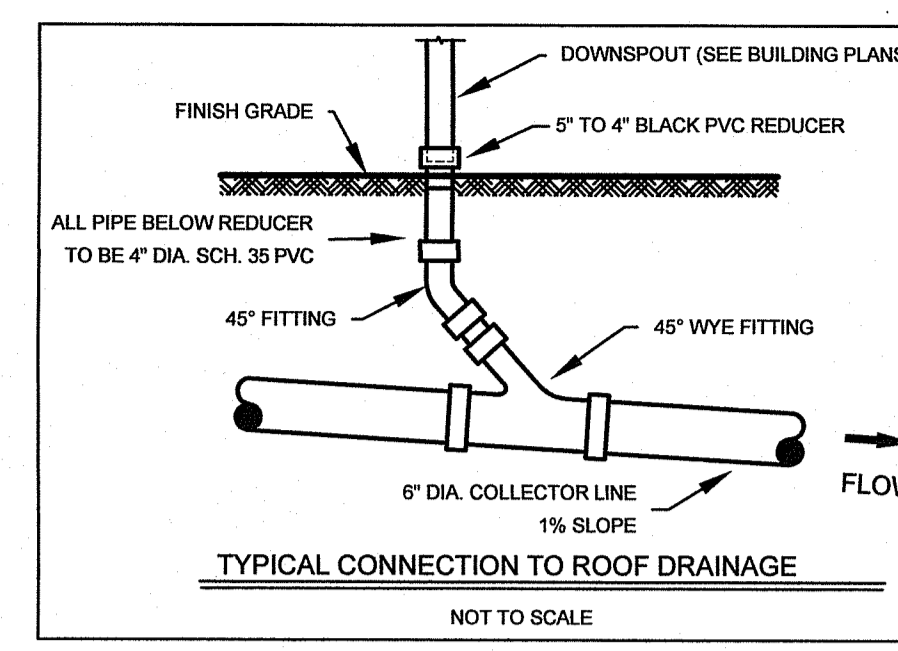 DOWNSPOUT (SEE BUILDING PLANS
FINISH GRADE
5" TO 4" BLACK PVC REDUCER
ALL PIPE BELOW REDUCER
TO BE 4" DIA. SCH. 35 PVC
45° FITTING
45° WYE FITTING
6" DIA. COLLECTOR LINE
1% SLOPE
FLOW
TYPICAL CONNECTION TO ROOF DRAINAGE
NOT TO SCALE